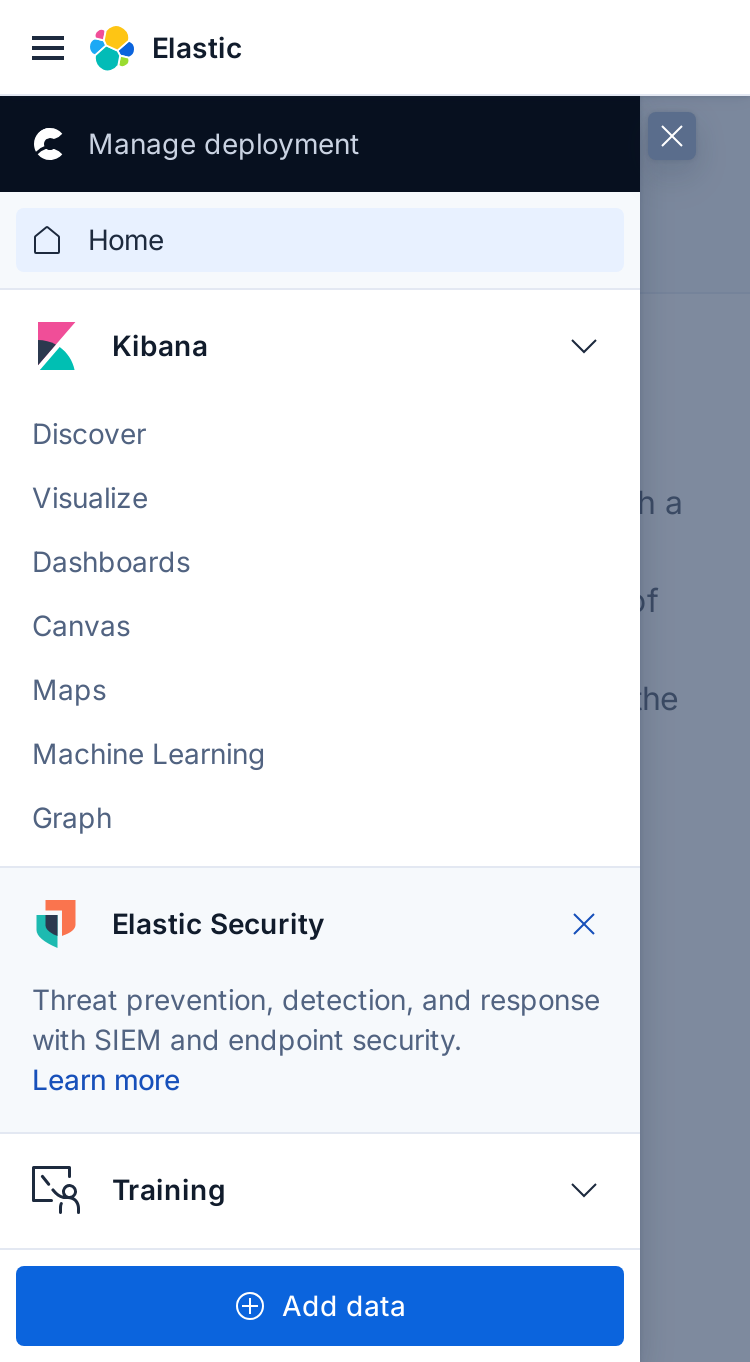 Elastic
Manage deployment
Home
Kibana
Discover
Visualize
Dashboards
Canvas
Maps
Machine Learning
Graph
h a
of
the
Elastic Security
Threat prevention, detection, and response
with SIEM and endpoint security.
Learn more
Training
Add data